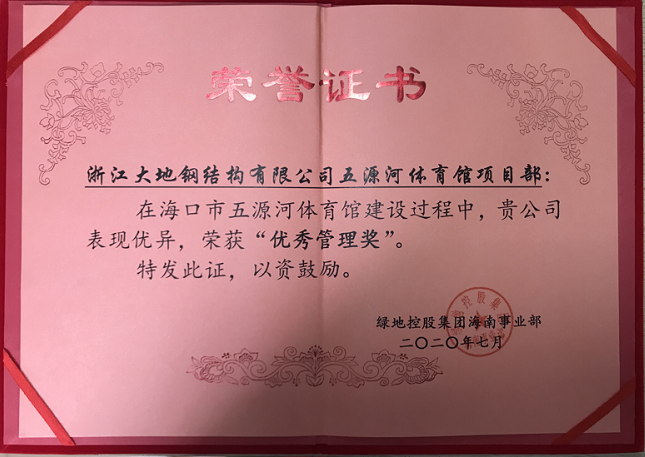 荣誉证书
浙江大地钢结构有限公司五源河体育馆项目部：
在海口市五源河体育馆建设过程中，贵公司
表现优异，荣获“优秀管理奖”。
特发此证，以资鼓励。
绿地控股集团海南事业部
二〇二〇年七月